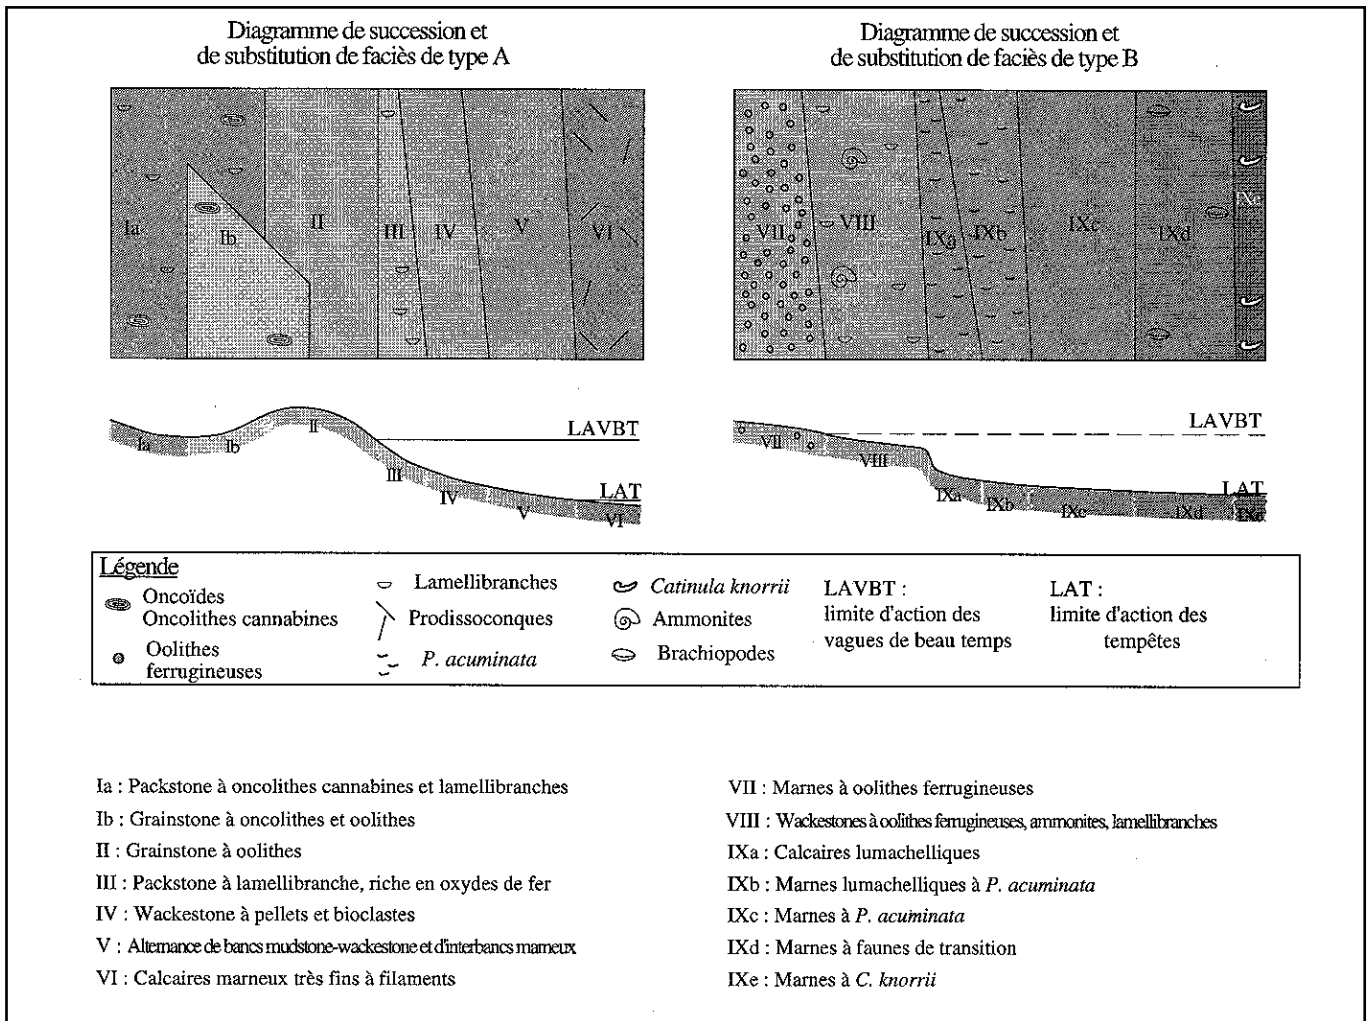 Diagramme de succession et
de substitution de faciès de type A
Diagramme de succession et
de substitution de faciès de type B
Ia
Ib
II
III
IV
V
VI
VII
VIII
IXa
IXb
IXc
IXd
IXe
LAVBT
LAT
Ia
Ib
II
III
IV
V
VI
LAVBT
LAT
VII
VIII
IXa
IXb
IXc
IXd
IXe
Légende
Oncoïdes
Oncolithes cannabines
Oolithes
ferrugineuses
Lamellibranches
Prodissoconques
P. acuminata
Catinula knorrii
Ammonites
Brachiopodes
LAVBT :
limite d'action des
vagues de beau temps
LAT :
limite d'action des
tempêtes
Ia : Packstone à oncolithes cannabines et lamellibranches
Ib : Grainstone à oncolithes et oolithes
II : Grainstone à oolithes
III : Packstone à lamellibranche, riche en oxydes de fer
IV : Wackestone à pellets et bioclastes
V : Alternance de bancs mudstone-wackestone et d'interbancs marneux
VI : Calcaires marneux très fins à filaments
VII : Marnes à oolithes ferrugineuses
VIII : Wackestones à oolithes ferrugineuses, ammonites, lamellibranches
IXa : Calcaires lumachelliques
IXb : Marnes lumachelliques à P. acuminata
IXc : Marnes à P. acuminata
IXd : Marnes à faunes de transition
IXe : Marnes à C. knorrii